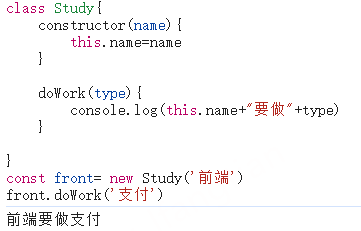 class Study{
    constructor(name){
        this.name=name
    }

    doWork(type){
        console.log(this.name+"要做"+type)
    }

}
const front= new Study('前端')
front.doWork('支付')
前端要做支付